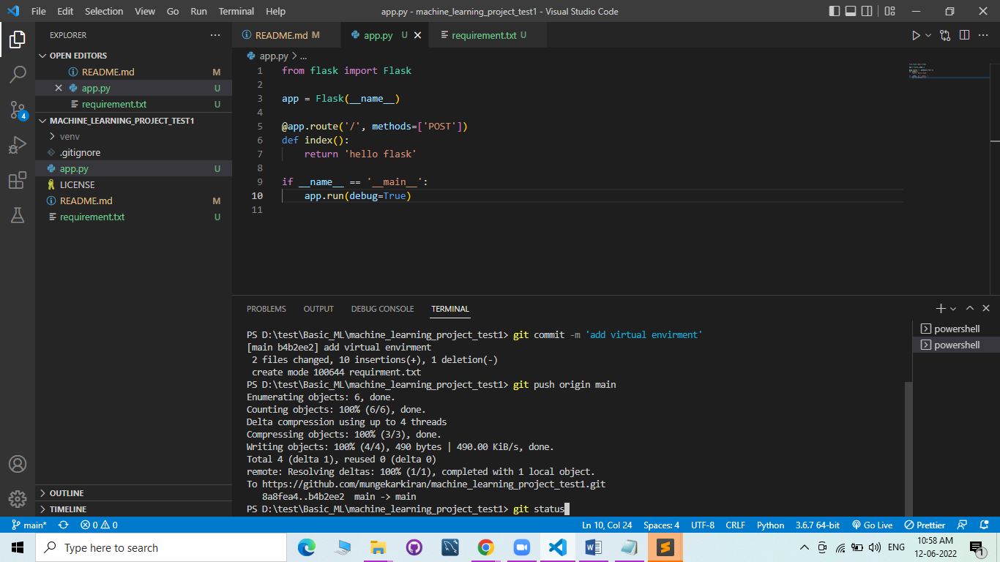 File Edit Selection View Go Run Terminal Help
app.py - machine_learning_project_test1 - Visual Studio Code
EXPLORER
OPEN EDITORS
README.md M
app.py U
requirement.txt U
MACHINE_LEARNING_PROJECT_TEST1
venv
.gitignore
app.py U
LICENSE
README.md M
requirement.txt U
OUTLINE
TIMELINE
4
README.md M
app.py U
requirement.txt U
app.py > ...
1 from flask import Flask
2
3 app = Flask(__name__)
4
5 @app.route('/', methods=['POST'])
6 def index():
7     return 'hello flask'
8
9 if __name__ == '__main__':
10     app.run(debug=True)
11
PROBLEMS OUTPUT DEBUG CONSOLE TERMINAL
powershell
powershell
PS D:\test\Basic_ML\machine_learning_project_test1> git commit -m 'add virtual envirment'
[main b4b2ee2] add virtual envirment
 2 files changed, 10 insertions(+), 1 deletion(-)
 create mode 100644 requirment.txt
PS D:\test\Basic_ML\machine_learning_project_test1> git push origin main
Enumerating objects: 6, done.
Counting objects: 100% (6/6), done.
Delta compression using up to 4 threads
Compressing objects: 100% (3/3), done.
Writing objects: 100% (4/4), 490 bytes | 490.00 KiB/s, done.
Total 4 (delta 1), reused 0 (delta 0)
remote: Resolving deltas: 100% (1/1), completed with 1 local object.
To https://github.com/mungekarkiran/machine_learning_project_test1.git
   8a8fea4..b4b2ee2  main -> main
PS D:\test\Basic_ML\machine_learning_project_test1> git status
main* 0 0 Ln 10, Col 24 Spaces: 4 UTF-8 CRLF Python 3.6.7 64-bit Go Live Prettier
Type here to search
ENG
10:58 AM
12-06-2022
1